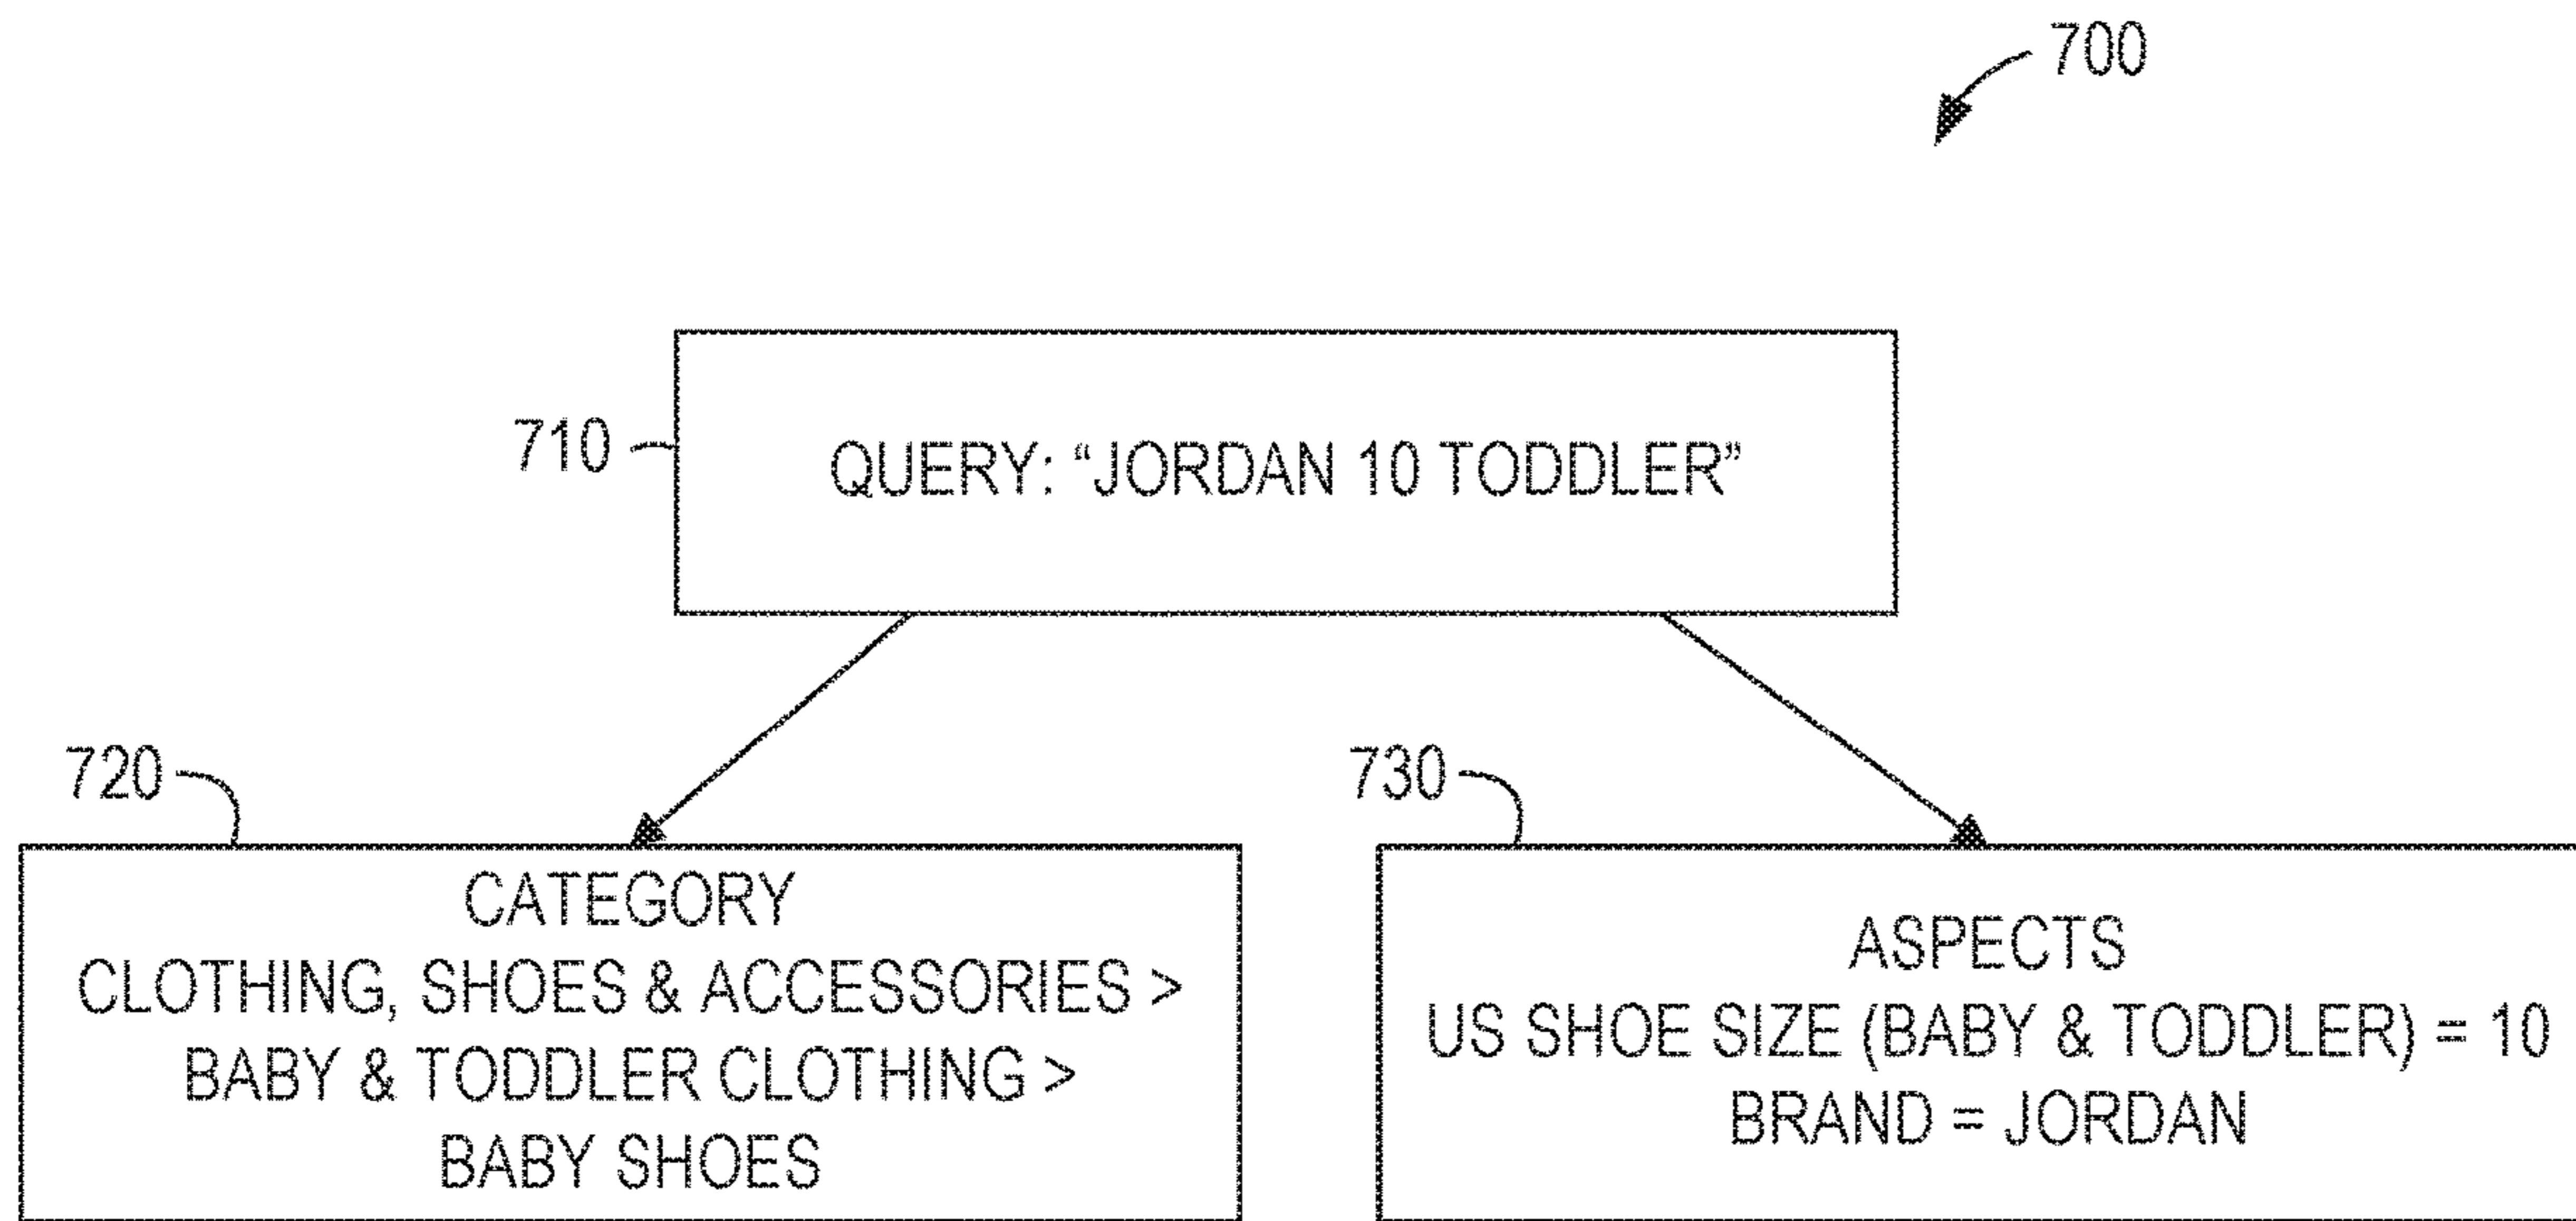 700
710
QUERY: “JORDAN 10 TODDLER”
720
CATEGORY
CLOTHING, SHOES & ACCESSORIES >
BABY & TODDLER CLOTHING >
BABY SHOES
730
ASPECTS
US SHOE SIZE (BABY & TODDLER) = 10
BRAND = JORDAN